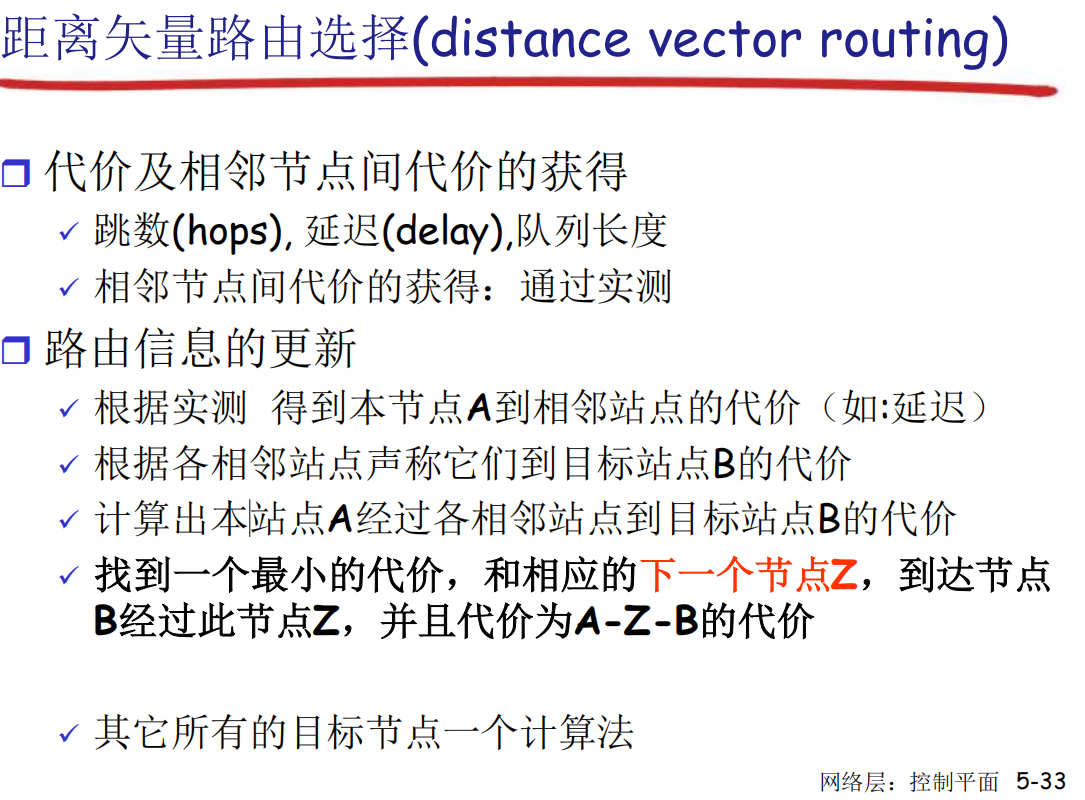 距离矢量路由选择(distance vector routing)
代价及相邻节点间代价的获得
跳数(hops), 延迟(delay),队列长度
相邻节点间代价的获得：通过实测
路由信息的更新
根据实测 得到本节点A到相邻站点的代价（如:延迟）
根据各相邻站点声称它们到目标站点B的代价
计算出本站点A经过各相邻站点到目标站点B的代价
找到一个最小的代价，和相应的下一个节点Z，到达节点
B经过此节点Z，并且代价为A-Z-B的代价
其它所有的目标节点一个计算法
网络层：控制平面 5-33